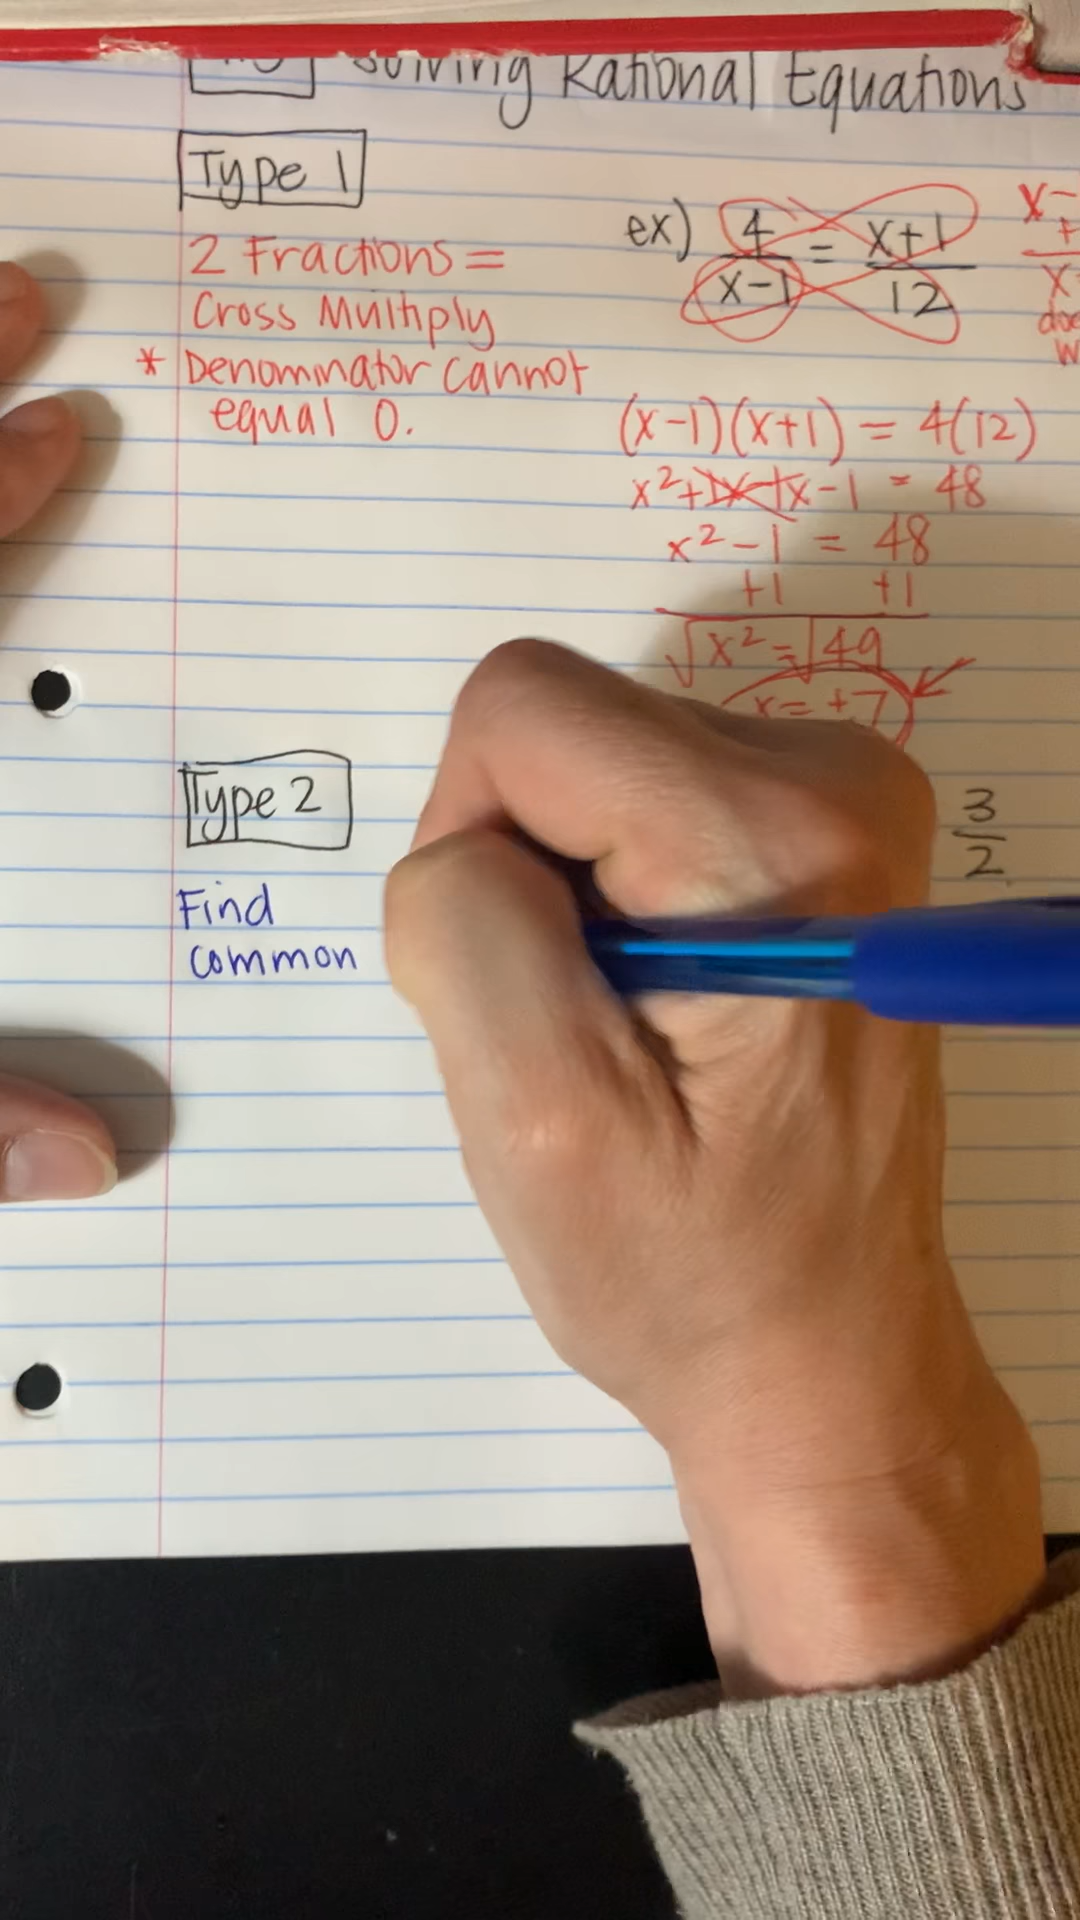 Solving Rational Equations
Type 1
2 Fractions =
Cross Multiply
* Denominator cannot
equal 0.
ex) 4/x-1 = x+1/12
(x-1)(x+1) = 4(12)
x²+1x-1x-1 = 48
x²-1 = 48
+1 +1
√x² = √49
x = ±7
Type 2
3/2
Find
common